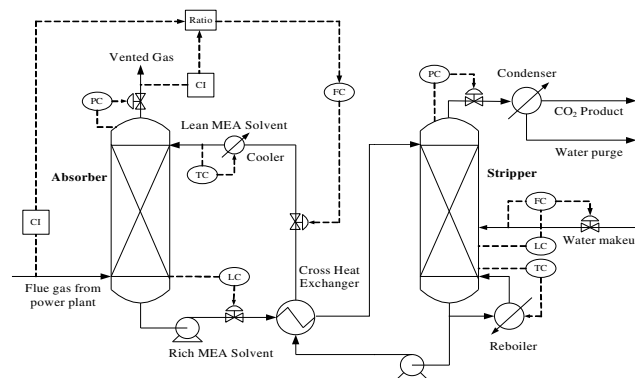 Ratio
Vented Gas
PC
CI
FC
PC
Condenser
CO2 Product
Water purge
Lean MEA Solvent
Cooler
TC
Absorber
Stripper
CI
FC
LC
Water makeu
TC
Flue gas from
power plant
LC
Cross Heat
Exchanger
Rich MEA Solvent
Reboiler